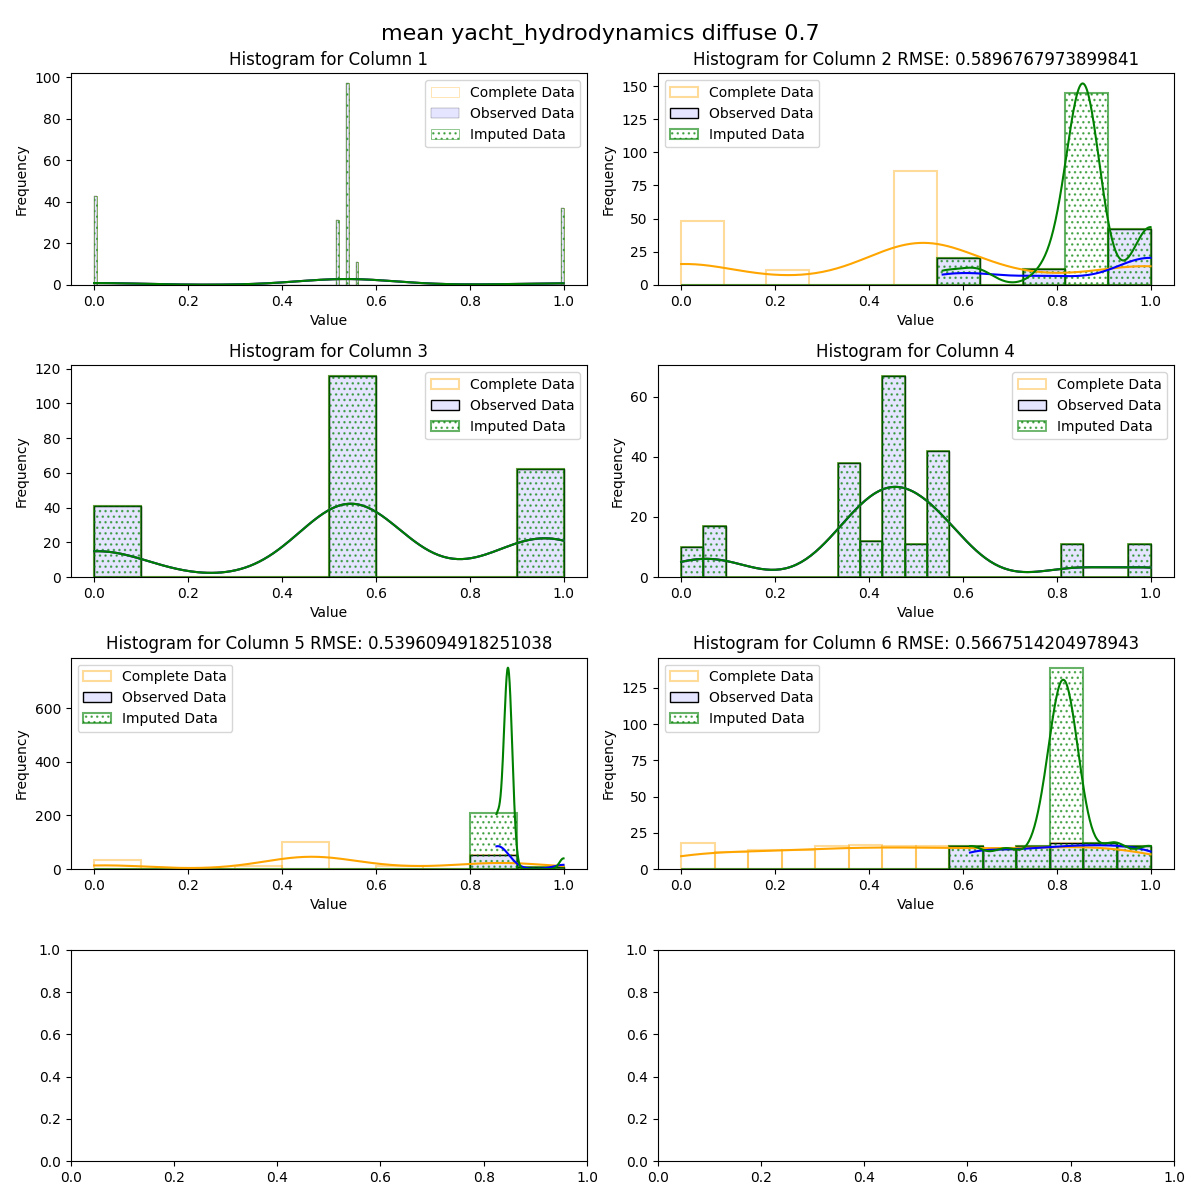 mean yacht_hydrodynamics diffuse 0.7
Histogram for Column 1
Complete Data
Observed Data
Imputed Data
Frequency
100
80
60
40
20
0
0.0 0.2 0.4 0.6 0.8 1.0
Value
Histogram for Column 2 RMSE: 0.5896767973899841
Complete Data
Observed Data
Imputed Data
Frequency
150
125
100
75
50
25
0
0.0 0.2 0.4 0.6 0.8 1.0
Value
Histogram for Column 3
Complete Data
Observed Data
Imputed Data
Frequency
120
100
80
60
40
20
0
0.0 0.2 0.4 0.6 0.8 1.0
Value
Histogram for Column 4
Complete Data
Observed Data
Imputed Data
Frequency
60
40
20
0
0.0 0.2 0.4 0.6 0.8 1.0
Value
Histogram for Column 5 RMSE: 0.5396094918251038
Complete Data
Observed Data
Imputed Data
Frequency
600
400
200
0
0.0 0.2 0.4 0.6 0.8 1.0
Value
Histogram for Column 6 RMSE: 0.5667514204978943
Complete Data
Observed Data
Imputed Data
Frequency
125
100
75
50
25
0
0.0 0.2 0.4 0.6 0.8 1.0
Value
1.0
0.8
0.6
0.4
0.2
0.0
0.0 0.2 0.4 0.6 0.8 1.0
1.0
0.8
0.6
0.4
0.2
0.0
0.0 0.2 0.4 0.6 0.8 1.0